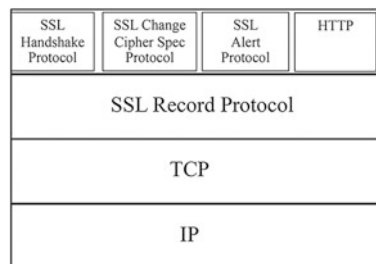 SSL
Handshake
Protocol
SSL Change
Cipher Spec
Protocol
SSL
Alert
Protocol
HTTP
SSL Record Protocol
TCP
IP